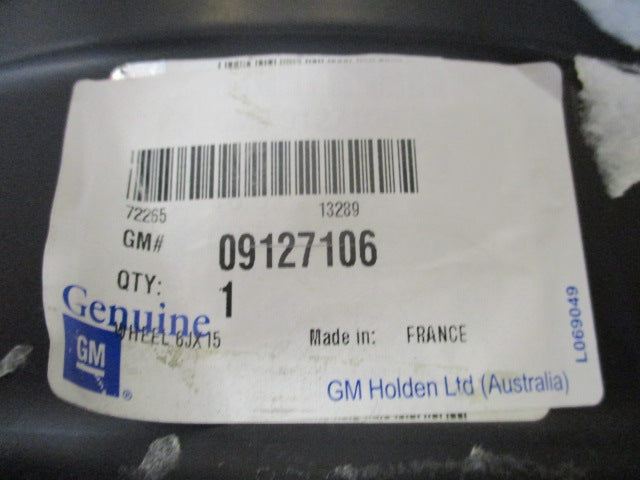 72265 13289
GM# 09127106
QTY: 1
Genuine
WHEEL 6JX15 Made in: FRANCE
GM ®
GM Holden Ltd (Australia)
L069049